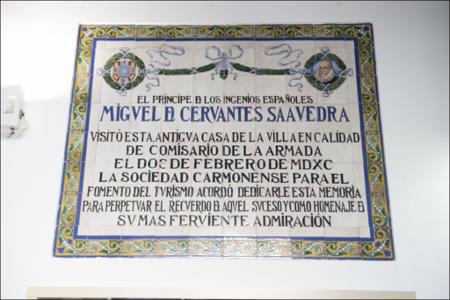 EL PRINCIPE D LOS INGENIOS ESPAÑOLES
MIGVEL D CERVANTES SAAVEDRA
VISITÓ ESTA ANTIGVA CASA DE LA VILLA EN CALIDAD
DE COMISARIO DE LA ARMADA
EL DOS DE FEBRERO DE MDXC
LA SOCIEDAD CARMONENSE PARA EL
FOMENTO DEL TVRISMO ACORDÓ DEDICARLE ESTA MEMORIA
PARA PERPETVAR EL RECVERDO D AQVEL SVCESO Y COMO HOMENAJE D
SV MAS FERVIENTE ADMIRACIÓN